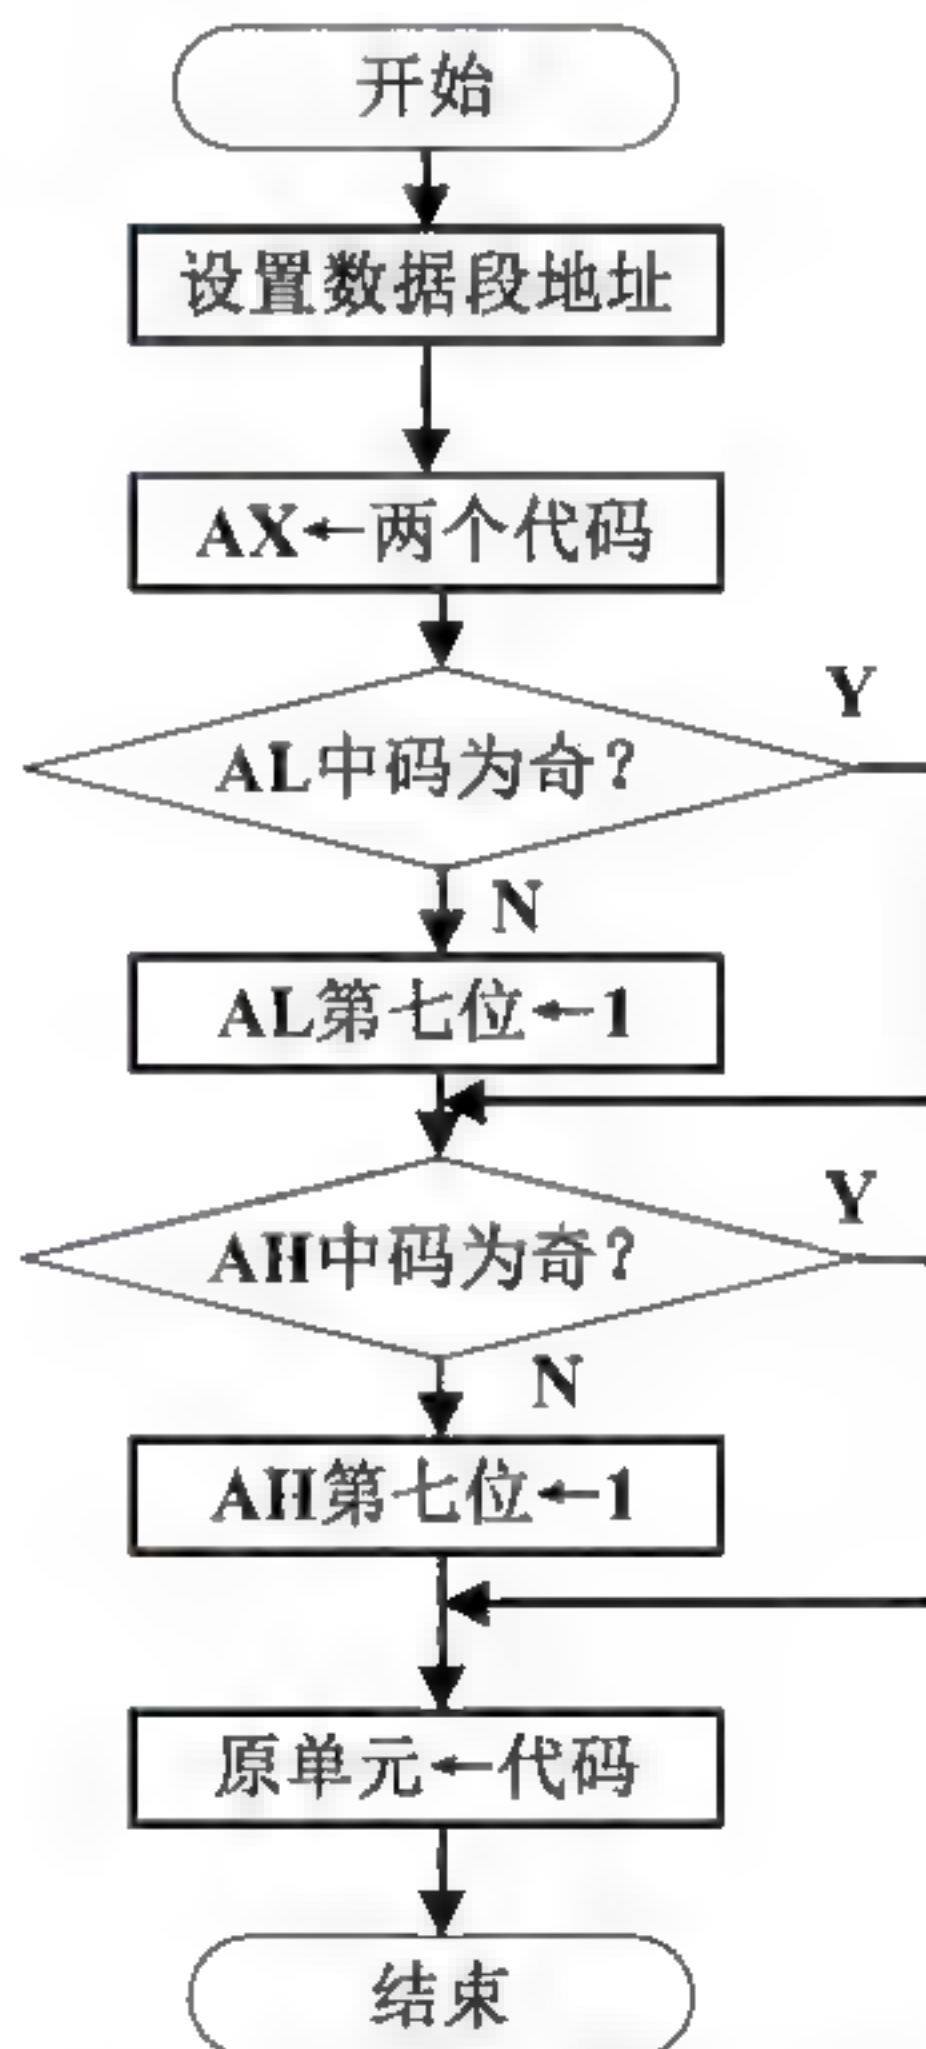 开始
设置数据段地址
AX←两个代码
Y
AL中码为奇?
N
AL第七位←1
Y
AH中码为奇?
N
AH第七位←1
原单元←代码
结束